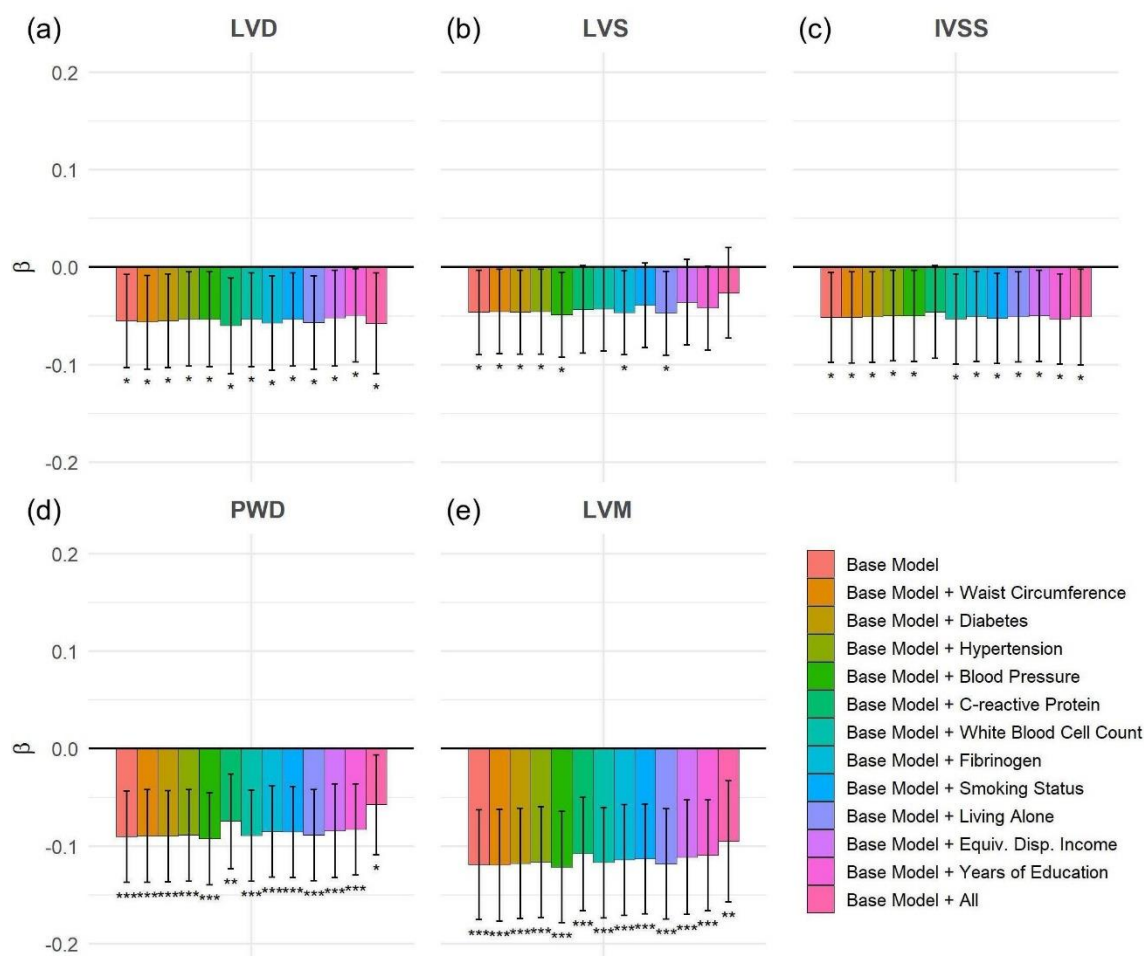 (a) LVD (b) LVS (c) IVSS
0.2
0.1
0.0
-0.1
-0.2
β
* * * * * * * * * * * * *
* * * * * * *
* * * * * * * * * * * *
(d) PWD (e) LVM
0.2
0.1
0.0
-0.1
-0.2
β
*** *** *** *** *** ** *** *** *** *** *** *** *
*** *** *** *** *** *** *** *** *** *** *** *** **
Base Model
Base Model + Waist Circumference
Base Model + Diabetes
Base Model + Hypertension
Base Model + Blood Pressure
Base Model + C-reactive Protein
Base Model + White Blood Cell Count
Base Model + Fibrinogen
Base Model + Smoking Status
Base Model + Living Alone
Base Model + Equiv. Disp. Income
Base Model + Years of Education
Base Model + All